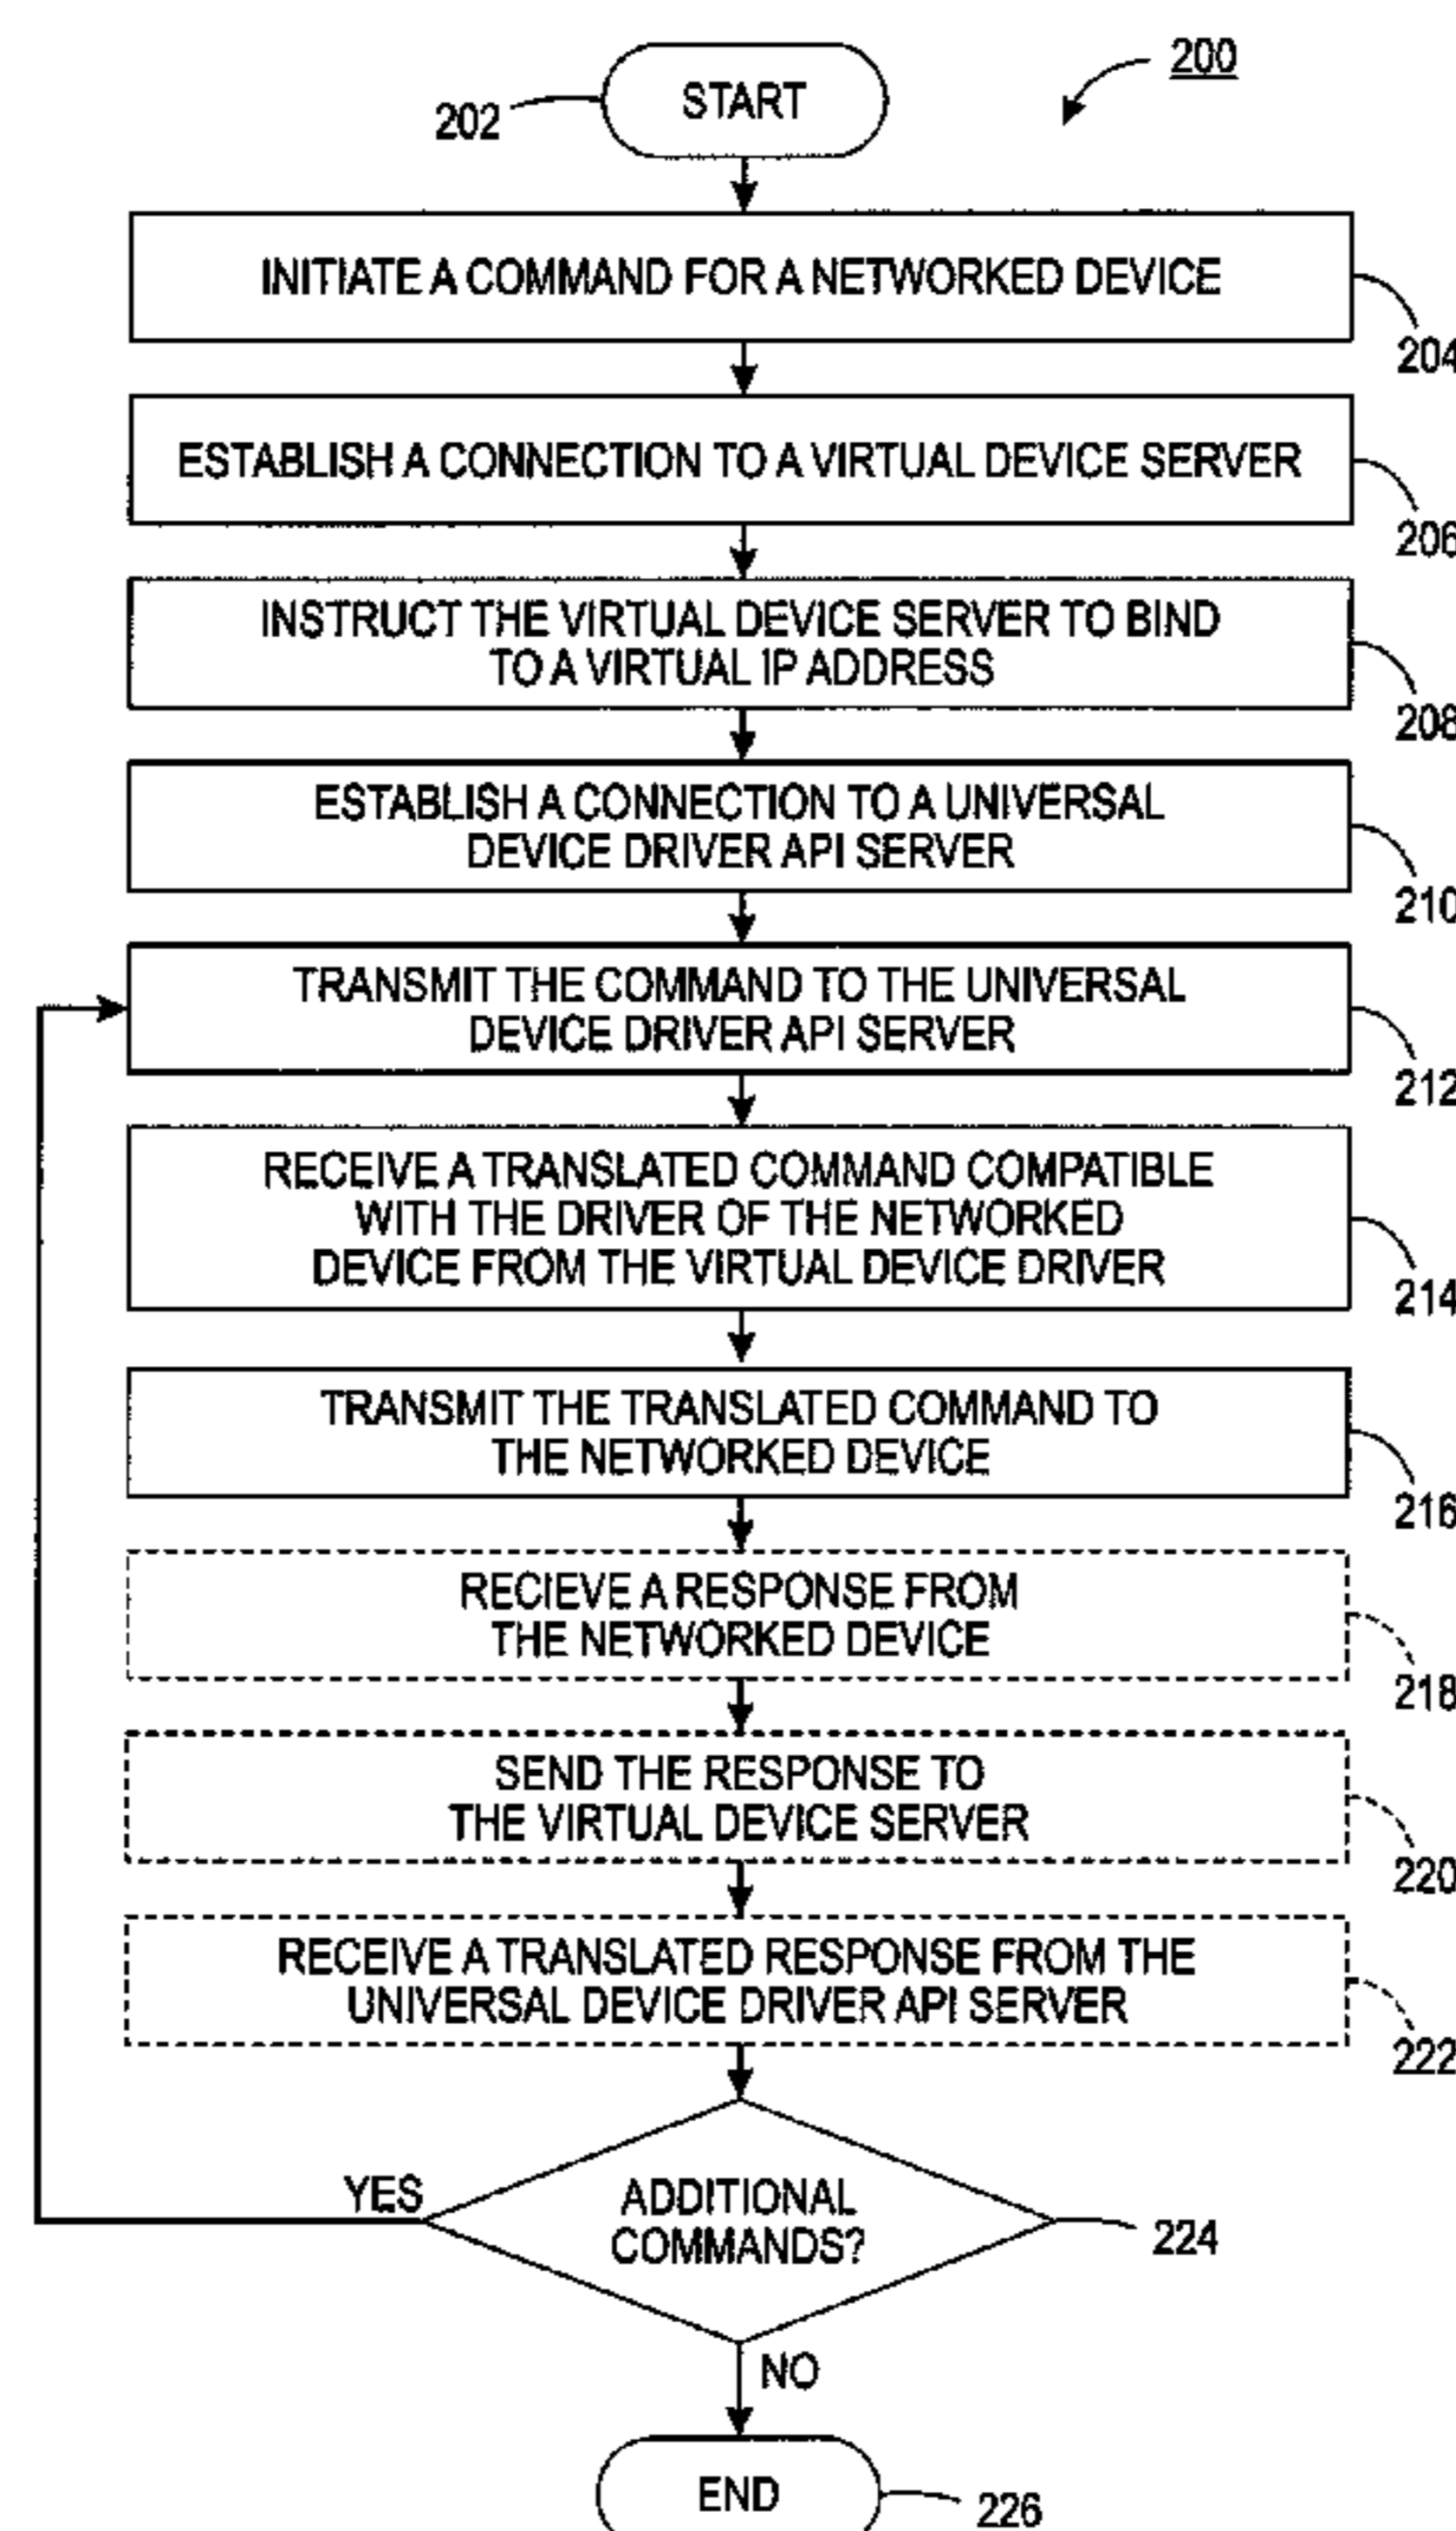 200
START
202
INITIATE A COMMAND FOR A NETWORKED DEVICE
204
ESTABLISH A CONNECTION TO A VIRTUAL DEVICE SERVER
206
INSTRUCT THE VIRTUAL DEVICE SERVER TO BIND
TO A VIRTUAL IP ADDRESS
208
ESTABLISH A CONNECTION TO A UNIVERSAL
DEVICE DRIVER API SERVER
210
TRANSMIT THE COMMAND TO THE UNIVERSAL
DEVICE DRIVER API SERVER
212
RECEIVE A TRANSLATED COMMAND COMPATIBLE
WITH THE DRIVER OF THE NETWORKED
DEVICE FROM THE VIRTUAL DEVICE DRIVER
214
TRANSMIT THE TRANSLATED COMMAND TO
THE NETWORKED DEVICE
216
RECIEVE A RESPONSE FROM
THE NETWORKED DEVICE
218
SEND THE RESPONSE TO
THE VIRTUAL DEVICE SERVER
220
RECEIVE A TRANSLATED RESPONSE FROM THE
UNIVERSAL DEVICE DRIVER API SERVER
222
YES
ADDITIONAL
COMMANDS?
224
NO
END
226